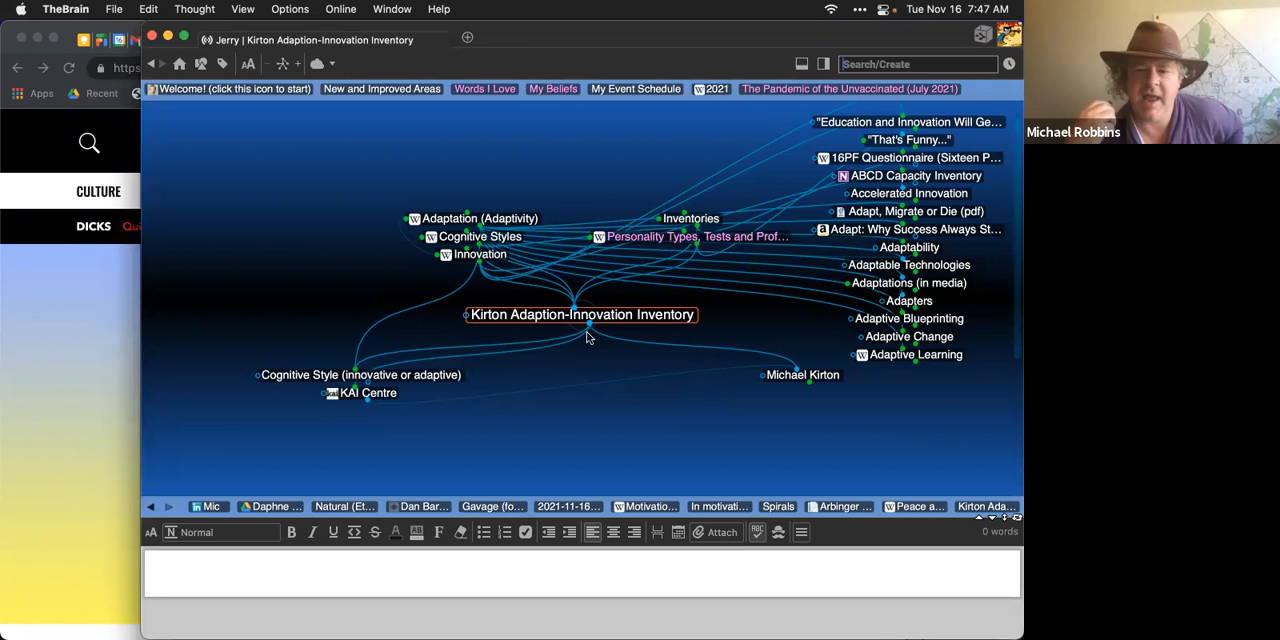 TheBrain File Edit Thought View Options Online Window Help
Tue Nov 16 7:47 AM
Jerry | Kirton Adaption-Innovation Inventory
https
Apps Recent
AA
Search/Create
Welcome! (click this icon to start) New and Improved Areas Words I Love My Beliefs My Event Schedule 2021 The Pandemic of the Unvaccinated (July 2021)
Michael Robbins
CULTURE
DICKS Qui
"Education and Innovation Will Ge...
"That's Funny..."
16PF Questionnaire (Sixteen P...
ABCD Capacity Inventory
Accelerated Innovation
Adapt, Migrate or Die (pdf)
Adapt: Why Success Always St...
Adaptability
Adaptable Technologies
Adaptations (in media)
Adapters
Adaptive Blueprinting
Adaptive Change
Adaptive Learning
Adaptation (Adaptivity)
Cognitive Styles
Innovation
Inventories
Personality Types, Tests and Prof...
Kirton Adaption-Innovation Inventory
Cognitive Style (innovative or adaptive)
KAI Centre
Michael Kirton
Mic Daphne ... Natural (Et... Dan Bar... Gavage (fo... 2021-11-16... Motivatio... In motivati... Spirals Arbinger ... Peace a... Kirton Ada...
AA N Normal B I U S A AB F Attach ABC
0 words